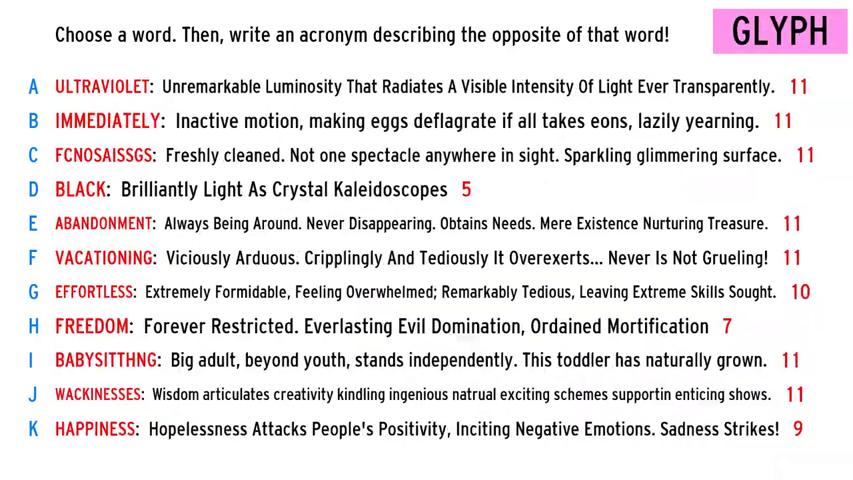 Choose a word. Then, write an acronym describing the opposite of that word!
GLYPH
A ULTRAVIOLET: Unremarkable Luminosity That Radiates A Visible Intensity Of Light Ever Transparently. 11
B IMMEDIATELY: Inactive motion, making eggs deflagrate if all takes eons, lazily yearning. 11
C FCNOSAISSGS: Freshly cleaned. Not one spectacle anywhere in sight. Sparkling glimmering surface. 11
D BLACK: Brilliantly Light As Crystal Kaleidoscopes 5
E ABANDONMENT: Always Being Around. Never Disappearing. Obtains Needs. Mere Existence Nurturing Treasure. 11
F VACATIONING: Viciously Arduous. Cripplingly And Tediously It Overexerts... Never Is Not Grueling! 11
G EFFORTLESS: Extremely Formidable, Feeling Overwhelmed; Remarkably Tedious, Leaving Extreme Skills Sought. 10
H FREEDOM: Forever Restricted. Everlasting Evil Domination, Ordained Mortification 7
I BABYSITTHNG: Big adult, beyond youth, stands independently. This toddler has naturally grown. 11
J WACKINESSES: Wisdom articulates creativity kindling ingenious natrual exciting schemes supportin enticing shows. 11
K HAPPINESS: Hopelessness Attacks People's Positivity, Inciting Negative Emotions. Sadness Strikes! 9